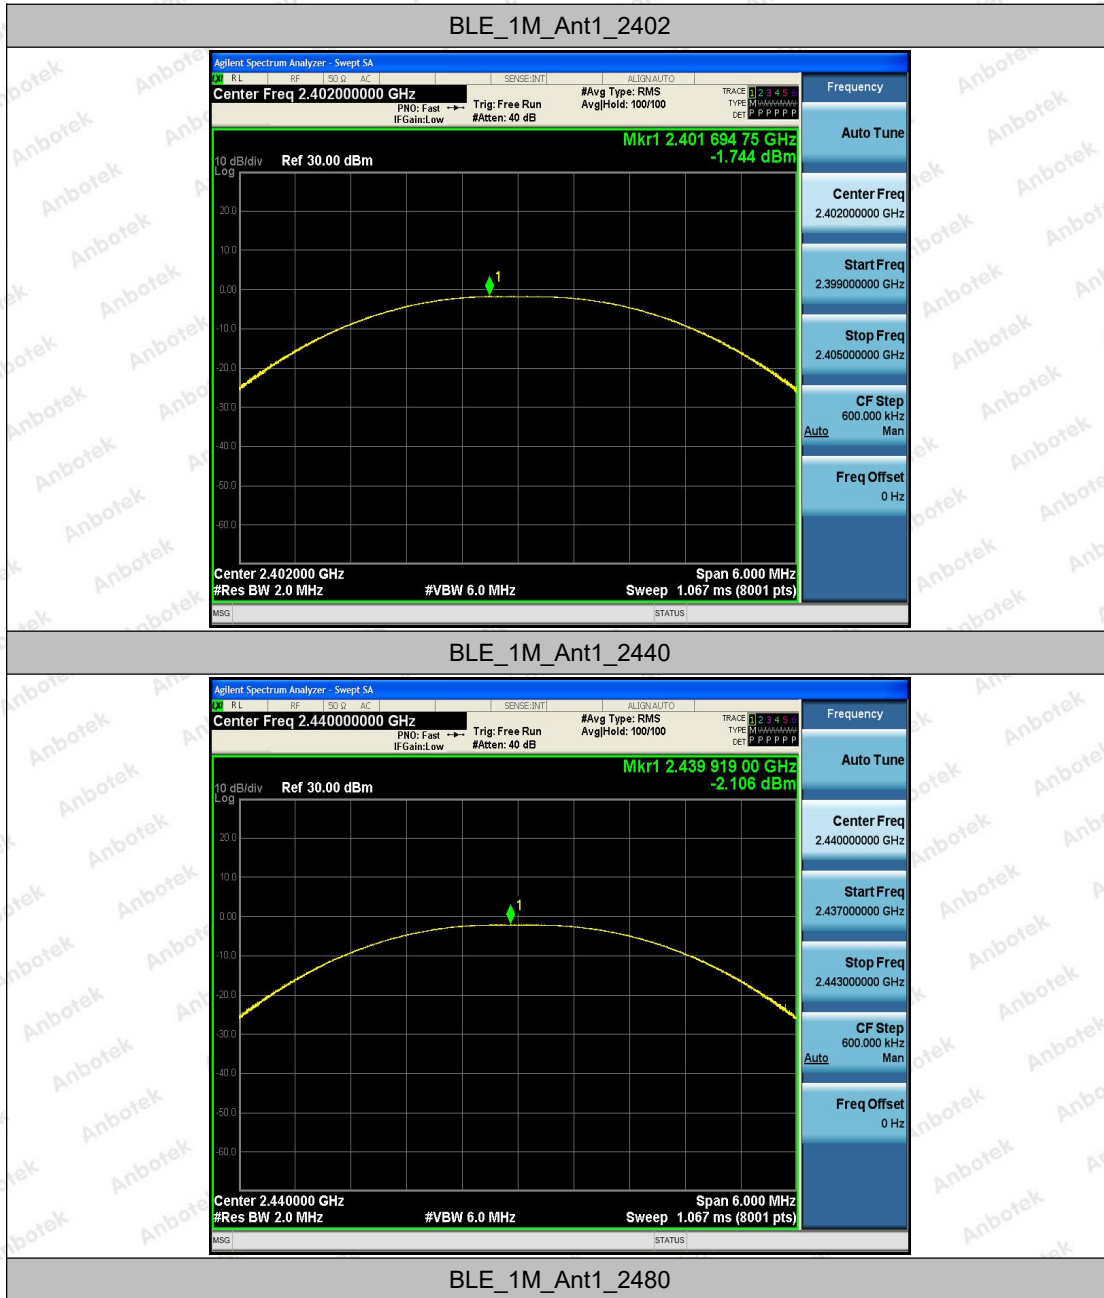 BLE_1M_Ant1_2402
Agilent Spectrum Analyzer - Swept SA
RL RF 50 Ω AC SENSE:INT ALIGN AUTO
Center Freq 2.402000000 GHz
PNO: Fast
IFGain:Low
Trig: Free Run
#Atten: 40 dB
#Avg Type: RMS
Avg|Hold: 100/100
TRACE 1 2 3 4 5 6
TYPE M
DET P P P P P P
Mkr1 2.401 694 75 GHz
-1.744 dBm
10 dB/div Ref 30.00 dBm
Log
20.0
10.0
0.00
-10.0
-20.0
-30.0
-40.0
-50.0
-60.0
1
Center 2.402000 GHz Span 6.000 MHz
#Res BW 2.0 MHz #VBW 6.0 MHz Sweep 1.067 ms (8001 pts)
MSG STATUS
Frequency
Auto Tune
Center Freq
2.402000000 GHz
Start Freq
2.399000000 GHz
Stop Freq
2.405000000 GHz
CF Step
600.000 kHz
Auto Man
Freq Offset
0 Hz
BLE_1M_Ant1_2440
Agilent Spectrum Analyzer - Swept SA
RL RF 50 Ω AC SENSE:INT ALIGN AUTO
Center Freq 2.440000000 GHz
PNO: Fast
IFGain:Low
Trig: Free Run
#Atten: 40 dB
#Avg Type: RMS
Avg|Hold: 100/100
TRACE 1 2 3 4 5 6
TYPE M
DET P P P P P P
Mkr1 2.439 919 00 GHz
-2.106 dBm
10 dB/div Ref 30.00 dBm
Log
20.0
10.0
0.00
-10.0
-20.0
-30.0
-40.0
-50.0
-60.0
1
Center 2.440000 GHz Span 6.000 MHz
#Res BW 2.0 MHz #VBW 6.0 MHz Sweep 1.067 ms (8001 pts)
MSG STATUS
Frequency
Auto Tune
Center Freq
2.440000000 GHz
Start Freq
2.437000000 GHz
Stop Freq
2.443000000 GHz
CF Step
600.000 kHz
Auto Man
Freq Offset
0 Hz
BLE_1M_Ant1_2480
Anbotek